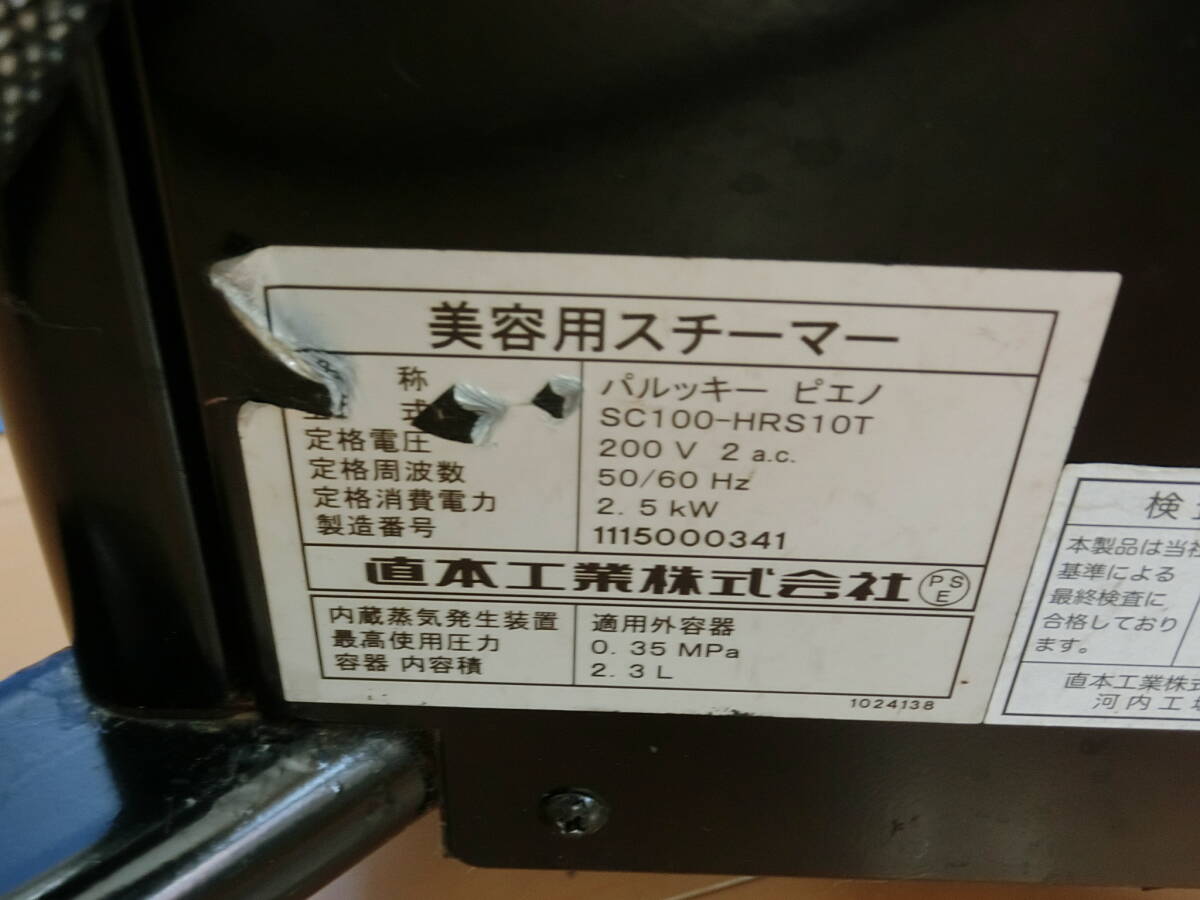 美容用スチーマー
称 パルッキー ピエノ
式 SC100-HRS10T
定格電圧 200 V 2 a.c.
定格周波数 50/60 Hz
定格消費電力 2.5 kW
製造番号 1115000341
直本工業株式会社 PSE
内蔵蒸気発生装置 適用外容器
最高使用圧力 0.35 MPa
容器 内容積 2.3 L
1024138
検
本製品は当社
基準による
最終検査に
合格しており
ます。
直本工業株式
河内工場